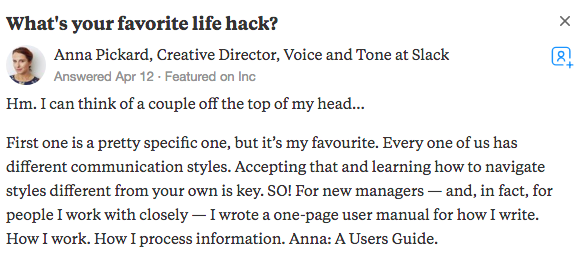 What's your favorite life hack?
Anna Pickard, Creative Director, Voice and Tone at Slack
Answered Apr 12 · Featured on Inc
Hm. I can think of a couple off the top of my head...
First one is a pretty specific one, but it's my favourite. Every one of us has
different communication styles. Accepting that and learning how to navigate
styles different from your own is key. SO! For new managers — and, in fact, for
people I work with closely — I wrote a one-page user manual for how I write.
How I work. How I process information. Anna: A Users Guide.